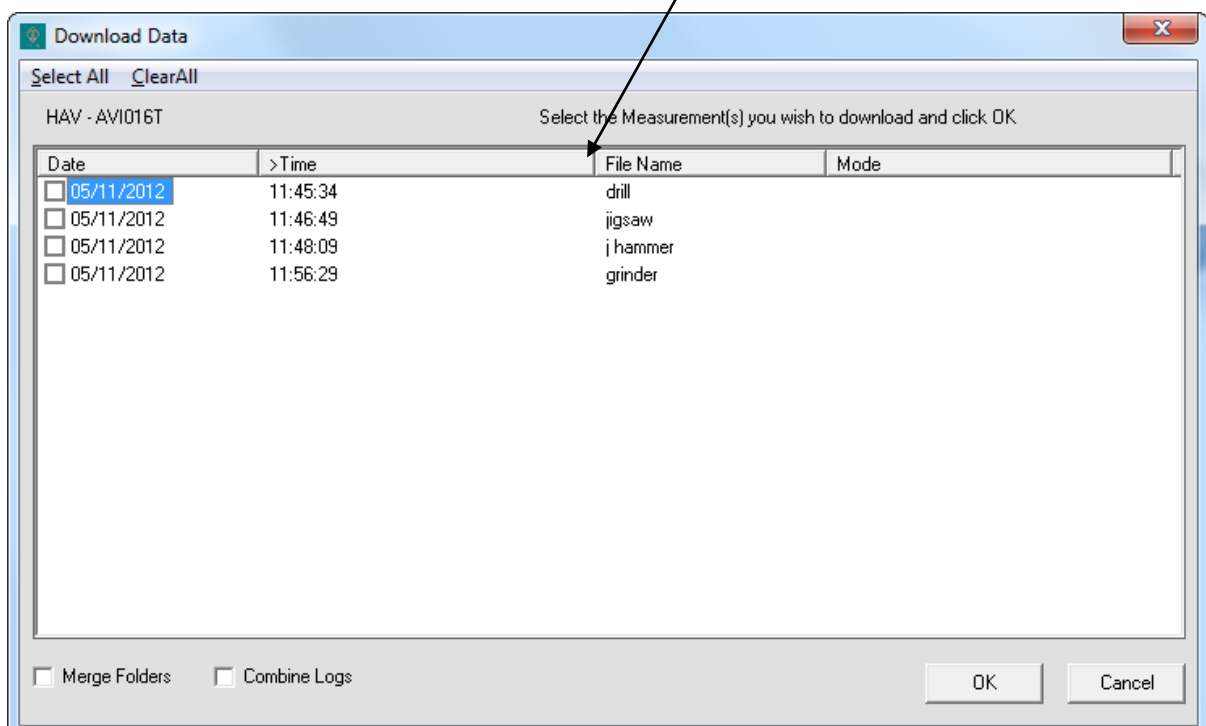 Download Data
Select All ClearAll
HAV - AVI016T Select the Measurement(s) you wish to download and click OK
Date >Time File Name Mode
05/11/2012 11:45:34 drill
05/11/2012 11:46:49 jigsaw
05/11/2012 11:48:09 j hammer
05/11/2012 11:56:29 grinder
Merge Folders Combine Logs OK Cancel